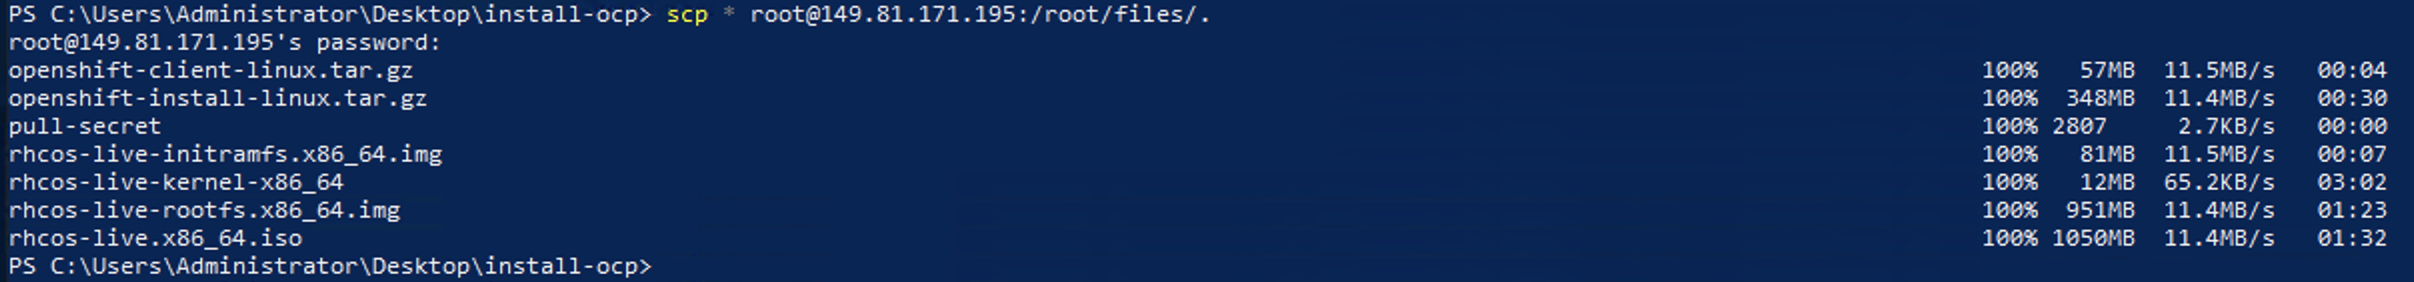 PS C:\Users\Administrator\Desktop\install-ocp> scp * root@149.81.171.195:/root/files/.
root@149.81.171.195's password:
openshift-client-linux.tar.gz 100% 57MB 11.5MB/s 00:04
openshift-install-linux.tar.gz 100% 348MB 11.4MB/s 00:30
pull-secret 100% 2807 2.7KB/s 00:00
rhcos-live-initramfs.x86_64.img 100% 81MB 11.5MB/s 00:07
rhcos-live-kernel-x86_64 100% 12MB 65.2KB/s 03:02
rhcos-live-rootfs.x86_64.img 100% 951MB 11.4MB/s 01:23
rhcos-live.x86_64.iso 100% 1050MB 11.4MB/s 01:32
PS C:\Users\Administrator\Desktop\install-ocp>